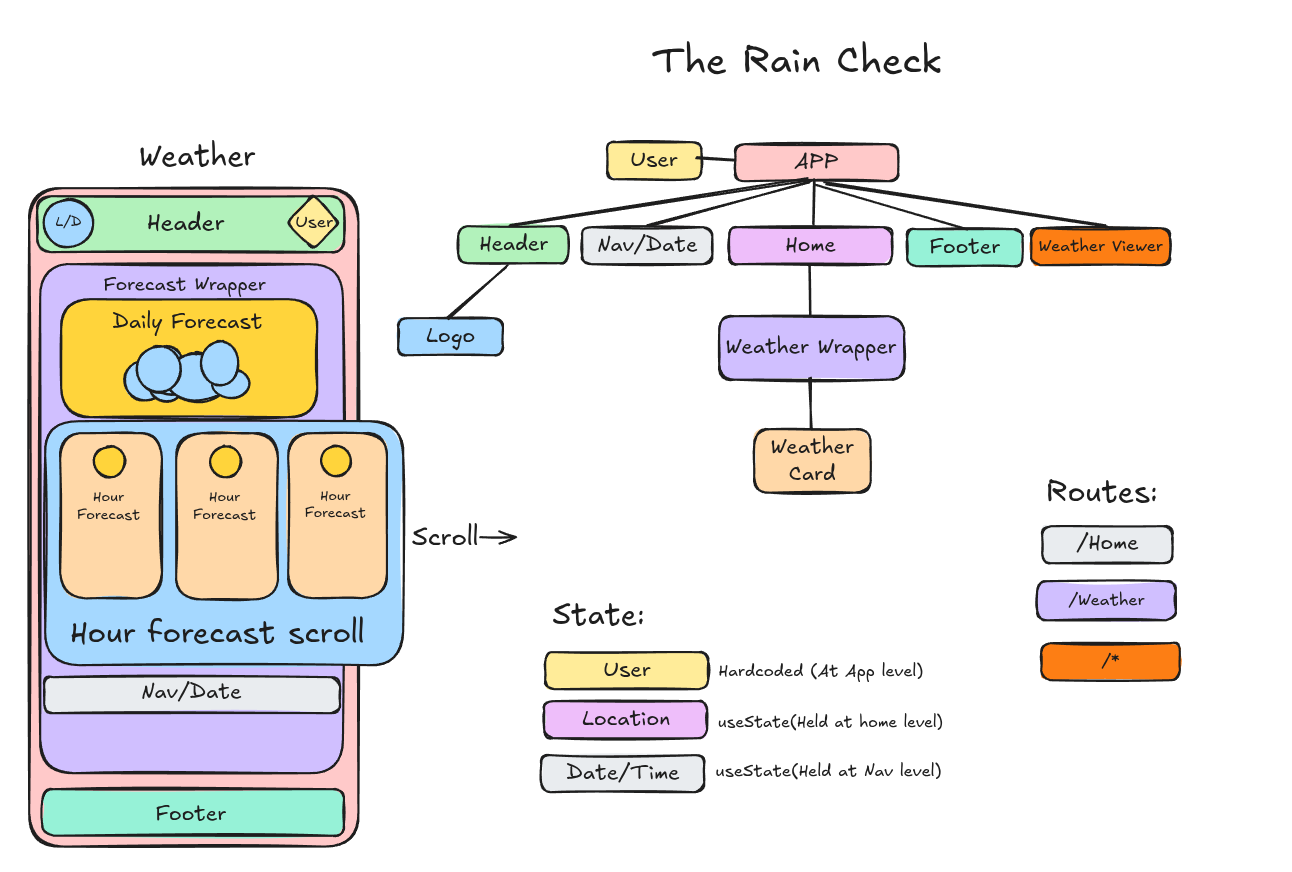 The Rain Check
Weather
L/D
Header
User
Forecast Wrapper
Daily Forecast
Hour
Forecast
Hour
Forecast
Hour
Forecast
Hour forecast scroll
Scroll
Nav/Date
Footer
User
APP
Header
Nav/Date
Home
Footer
Weather Viewer
Logo
Weather Wrapper
Weather
Card
State:
User
Hardcoded (At App level)
Location
useState(Held at home level)
Date/Time
useState(Held at Nav level)
Routes:
/Home
/Weather
/*